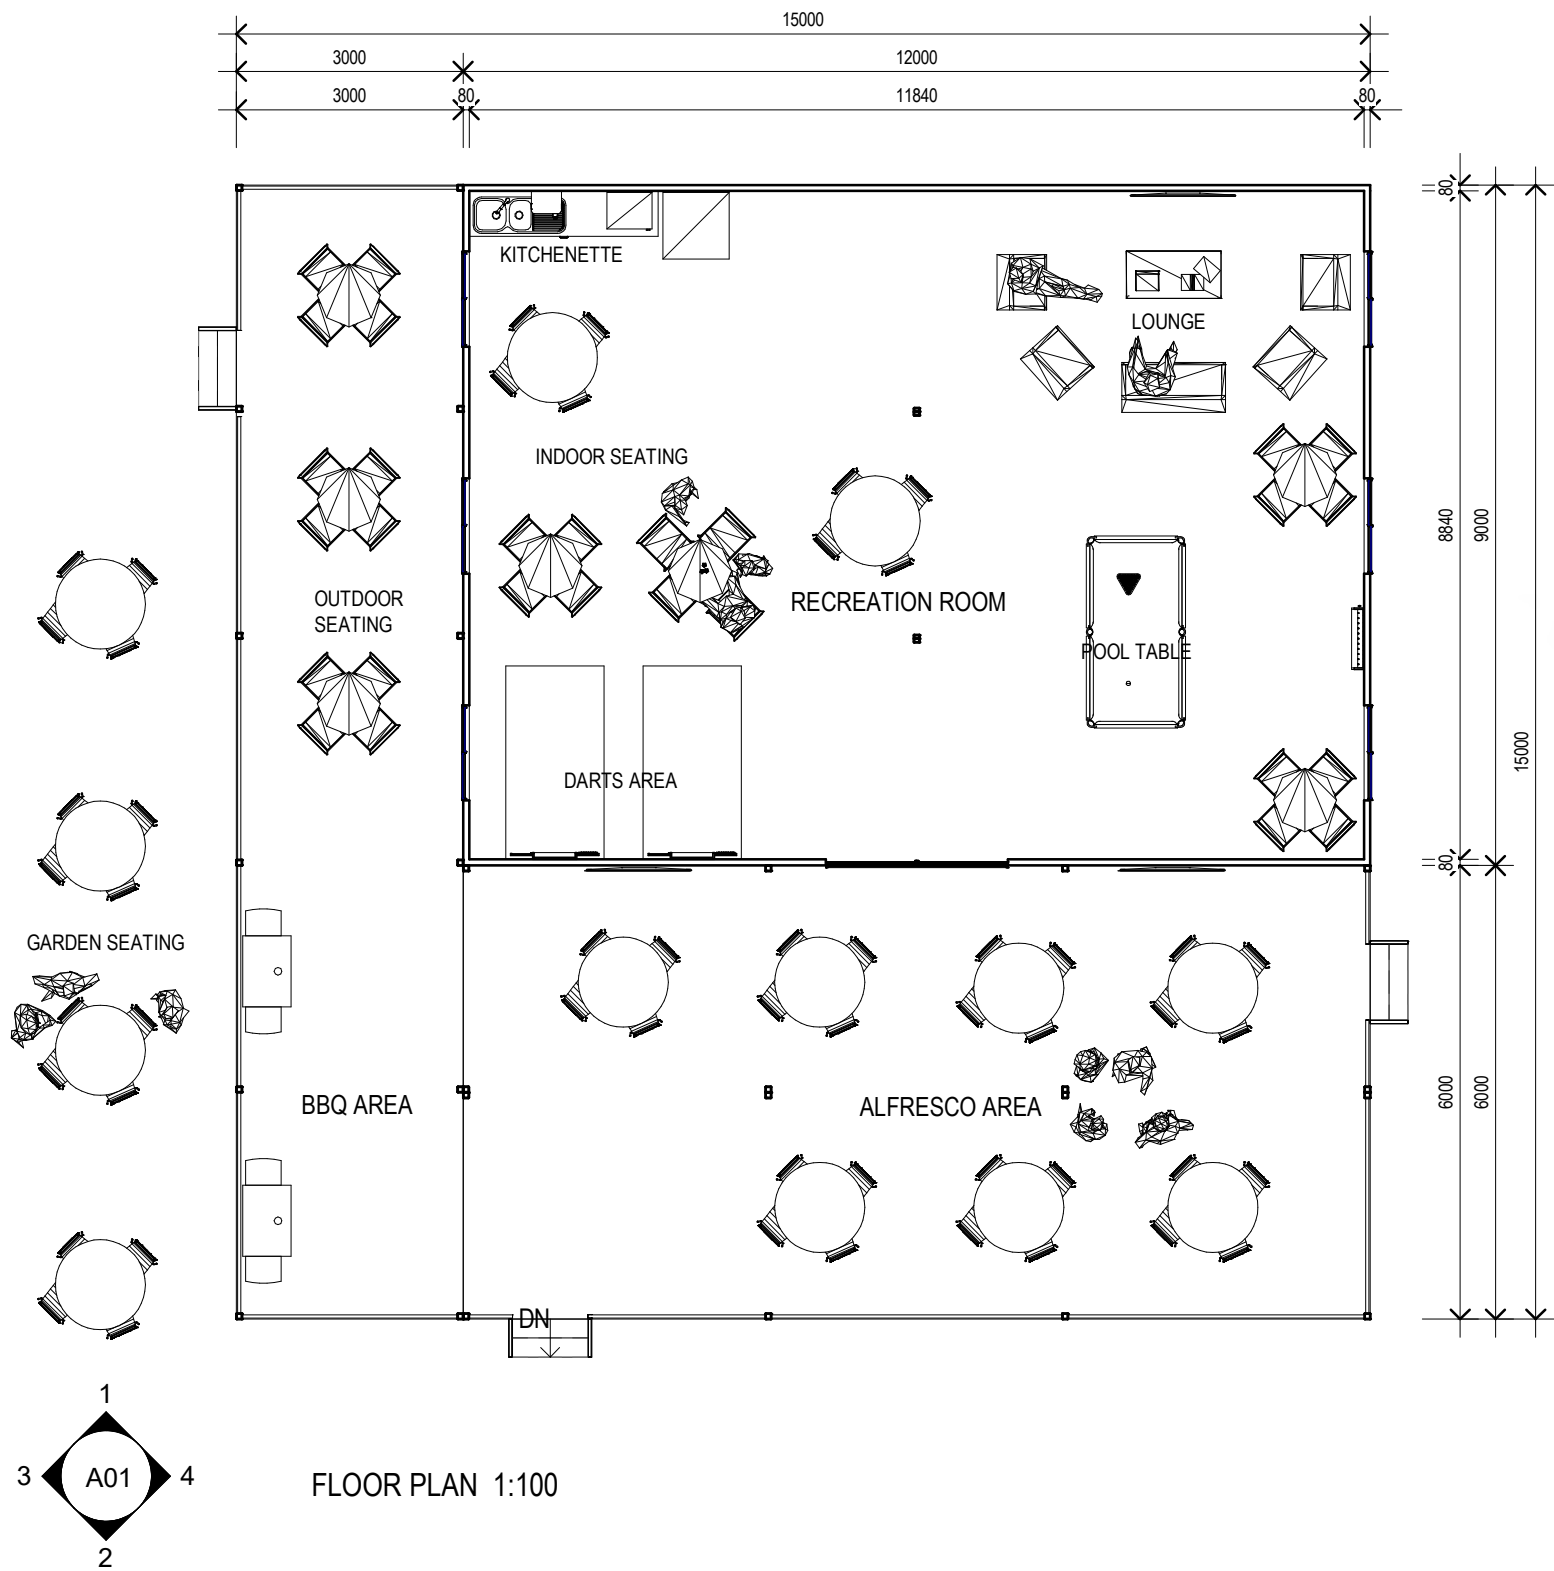 15000
3000
12000
3000
80
11840
80
80
KITCHENETTE
LOUNGE
INDOOR SEATING
8840
9000
OUTDOOR
SEATING
RECREATION ROOM
POOL TABLE
15000
DARTS AREA
80
GARDEN SEATING
BBQ AREA
ALFRESCO AREA
6000
6000
DN
1
3
A01
4
2
FLOOR PLAN 1:100